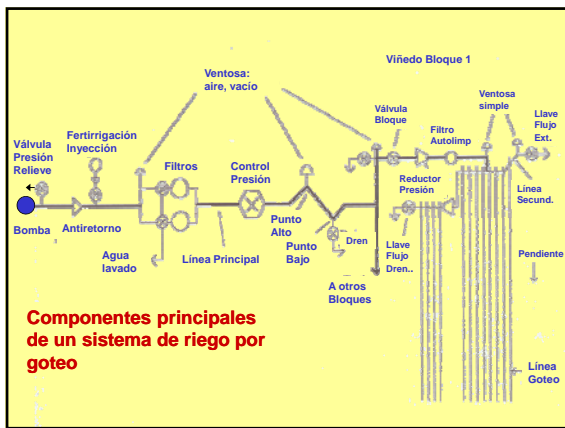 Viñedo Bloque 1
Ventosa:
aire, vacío
Ventosa
simple
Llave
Flujo
Ext.
Válvula
Bloque
Filtro
Autolimp
Válvula
Presión
Relieve
Fertirrigación
Inyección
Filtros
Control
Presión
Reductor
Presión
Línea
Secund.
Bomba
Antiretorno
Agua
lavado
Línea Principal
Punto
Alto
Punto
Bajo
Dren
Llave
Flujo
Dren..
Pendiente
A otros
Bloques
Componentes principales
de un sistema de riego por
goteo
Línea
Goteo